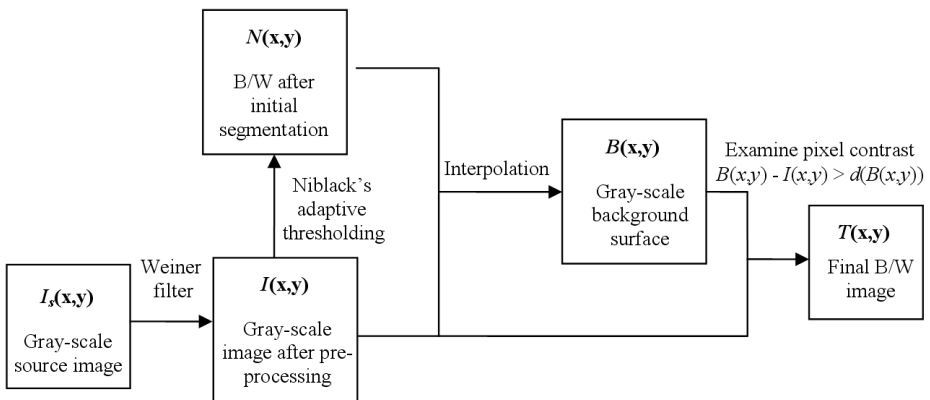 N(x,y)
B/W after
initial
segmentation
Interpolation
B(x,y)
Gray-scale
background
surface
Examine pixel contrast
B(x,y) - I(x,y) > d(B(x,y))
Niblack's
adaptive
thresholding
T(x,y)
Final B/W
image
Weiner
filter
Is(x,y)
Gray-scale
source image
I(x,y)
Gray-scale
image after pre-
processing